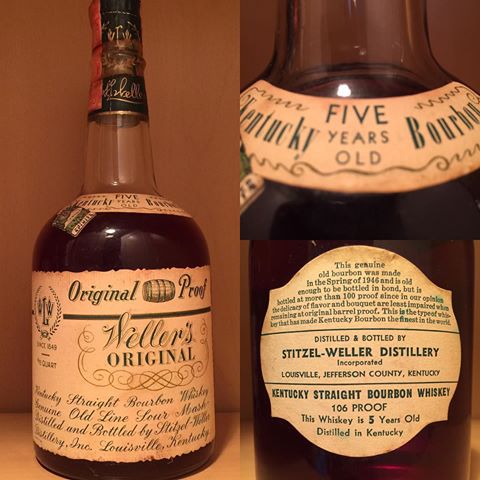 Kentucky FIVE YEARS OLD Bourbon
Original Proof
WLW
SINCE 1849
4/5 QUART
Weller's
ORIGINAL
Kentucky Straight Bourbon Whiskey
Genuine Old Line Sour Mash
Distilled and Bottled by Stitzel-Weller
Distillery, Inc. Louisville, Kentucky.
Kentucky Bourbon
FIVE
YEARS
OLD
This genuine
old bourbon was made
in the Spring of 1946 and is old
enough to be bottled in bond, but is
bottled at more than 100 proof since in our opinion
the delicacy of flavor and bouquet are least impaired when
remaining at original barrel proof. This is the type of whis-
key that has made Kentucky Bourbon the finest in the world.
DISTILLED & BOTTLED BY
STITZEL-WELLER DISTILLERY
Incorporated
LOUISVILLE, JEFFERSON COUNTY, KENTUCKY
KENTUCKY STRAIGHT BOURBON WHISKEY
106 PROOF
This Whiskey is 5 Years Old
Distilled in Kentucky